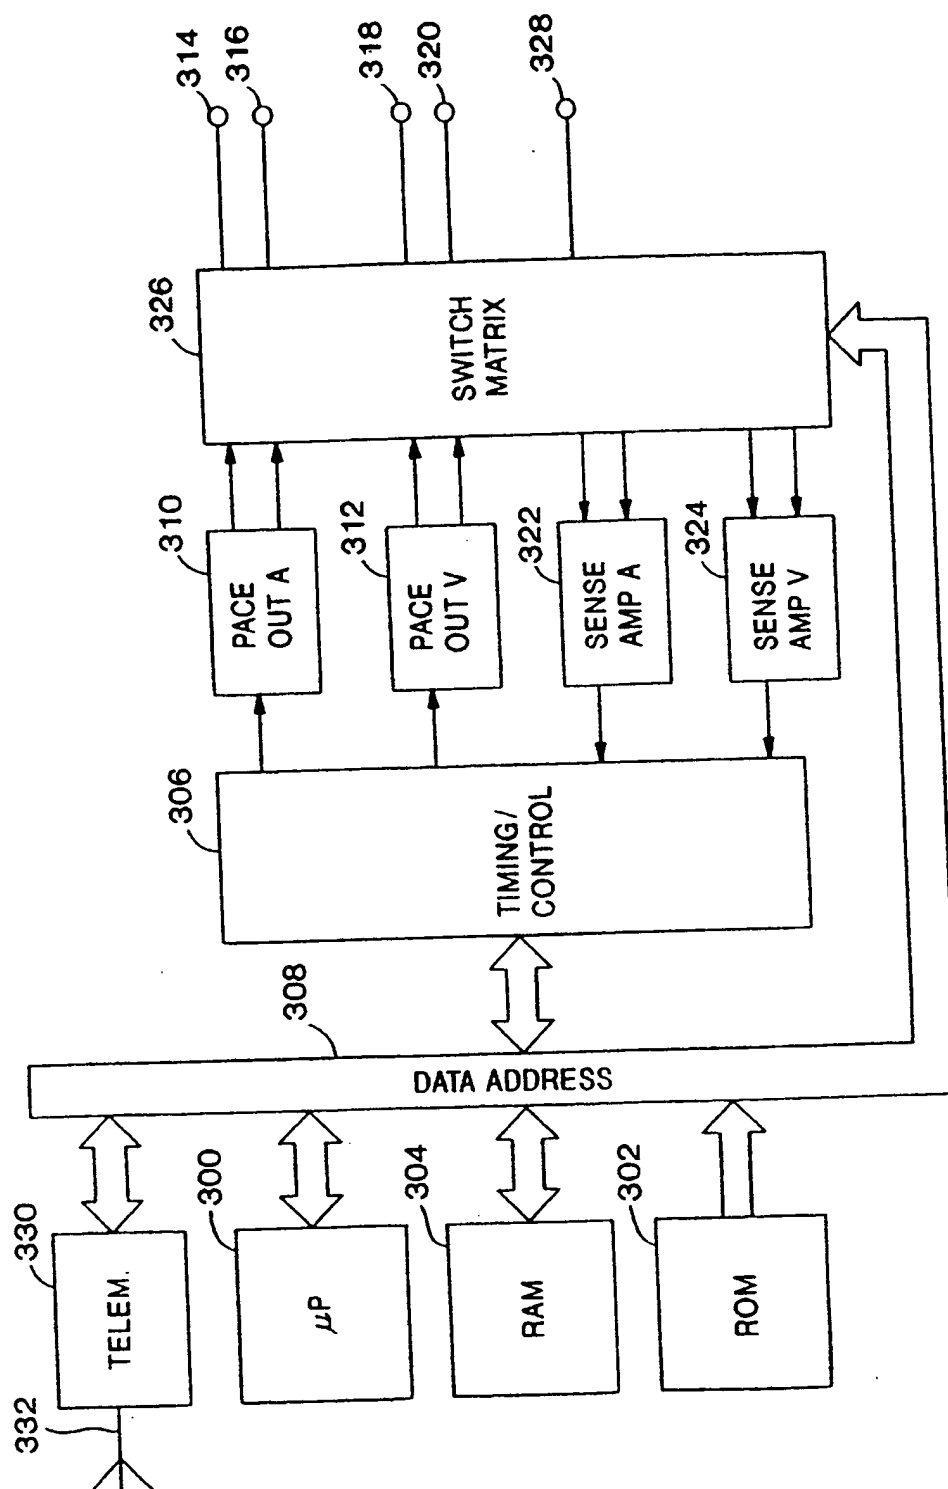 314
316
318
320
328
326
SWITCH
MATRIX
310
PACE
OUT A
312
PACE
OUT V
322
SENSE
AMP A
324
SENSE
AMP V
306
TIMING/
CONTROL
308
DATA ADDRESS
330
TELEM.
332
300
μP
304
RAM
302
ROM